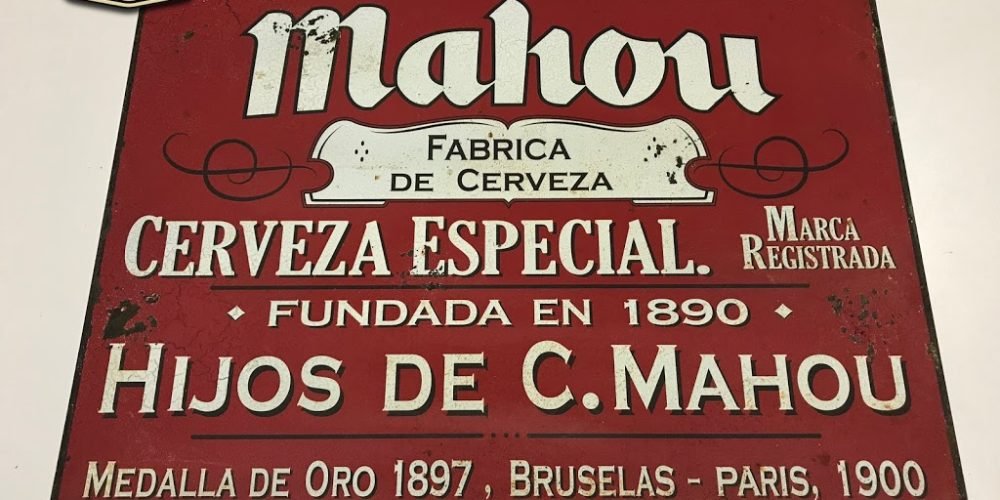 Mahou
FABRICA
DE CERVEZA
CERVEZA ESPECIAL.
MARCA
REGISTRADA
FUNDADA EN 1890
HIJOS DE C. MAHOU
MEDALLA DE ORO 1897, BRUSELAS - PARIS, 1900